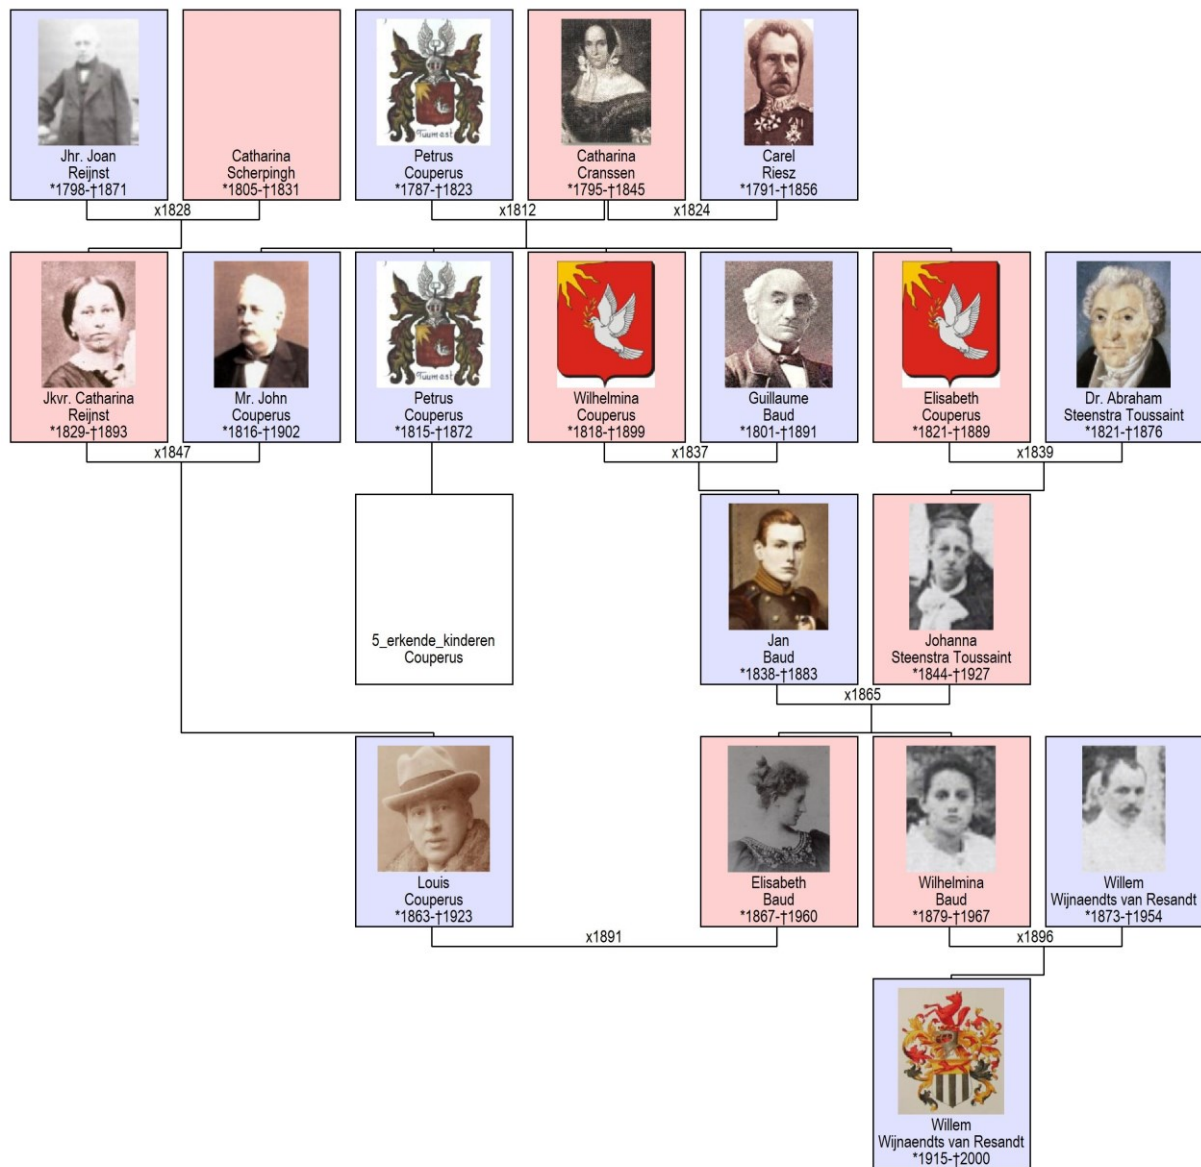 Jhr. Joan
Reijnst
*1798-†1871
Catharina
Scherpingh
*1805-†1831
Tuumast
Petrus
Couperus
*1787-†1823
Catharina
Cranssen
*1795-†1845
Carel
Riesz
*1791-†1856
x1828
x1812
x1824
Jkvr. Catharina
Reijnst
*1829-†1893
Mr. John
Couperus
*1816-†1902
Tuumast
Petrus
Couperus
*1815-†1872
Wilhelmina
Couperus
*1818-†1899
Guillaume
Baud
*1801-†1891
Elisabeth
Couperus
*1821-†1889
Dr. Abraham
Steenstra Toussaint
*1821-†1876
x1847
x1837
x1839
5_erkende_kinderen
Couperus
Jan
Baud
*1838-†1883
Johanna
Steenstra Toussaint
*1844-†1927
x1865
Louis
Couperus
*1863-†1923
Elisabeth
Baud
*1867-†1960
Wilhelmina
Baud
*1879-†1967
Willem
Wijnaendts van Resandt
*1873-†1954
x1891
x1896
Willem
Wijnaendts van Resandt
*1915-†2000